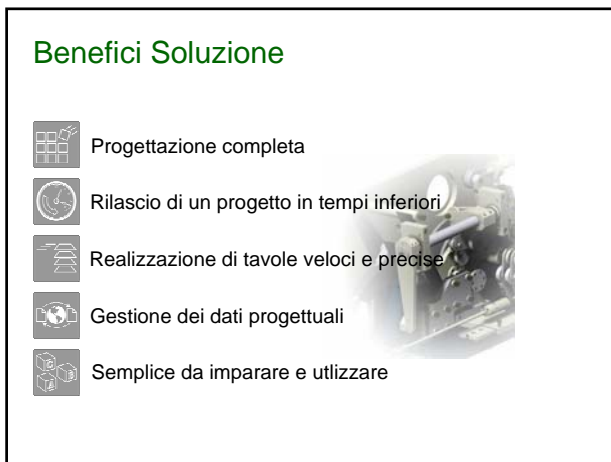 Benefici Soluzione
Progettazione completa
Rilascio di un progetto in tempi inferiori
Realizzazione di tavole veloci e precise
Gestione dei dati progettuali
Semplice da imparare e utlizzare